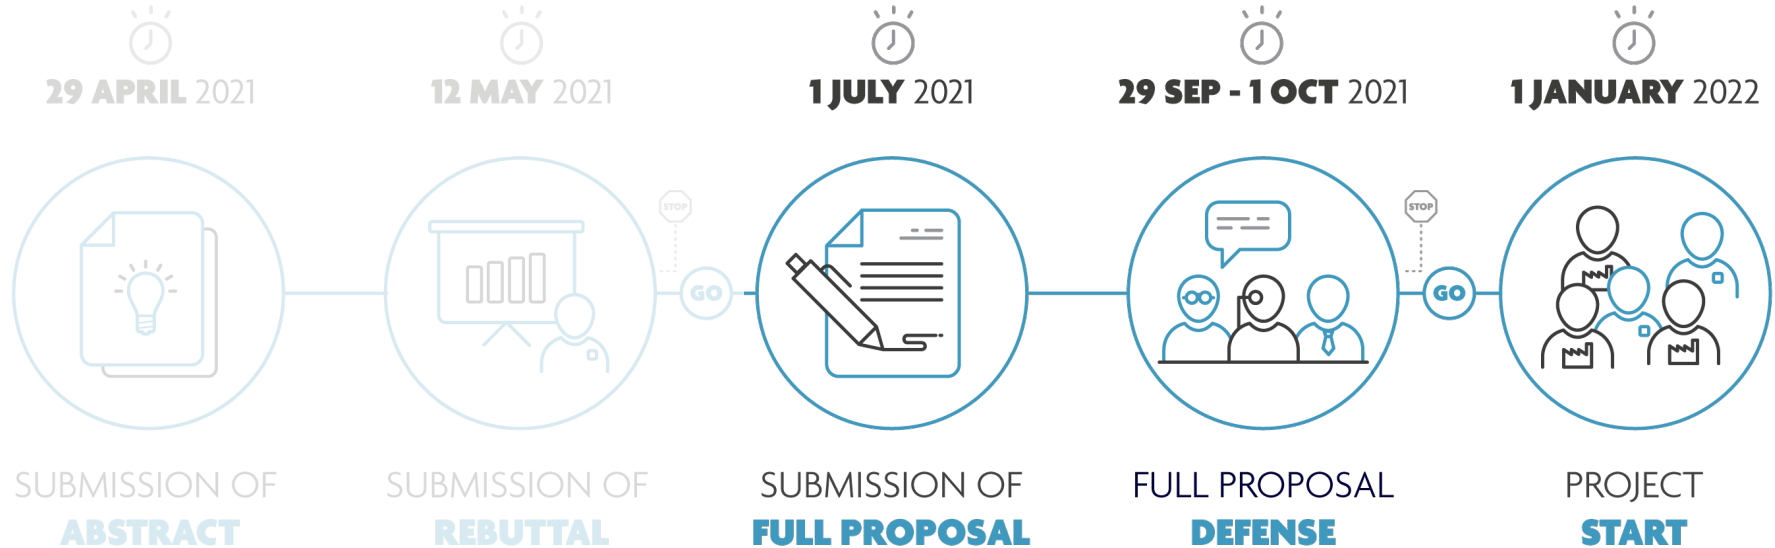 29 APRIL 2021
12 MAY 2021
1 JULY 2021
29 SEP - 1 OCT 2021
1 JANUARY 2022
STOP
STOP
GO
GO
SUBMISSION OF
ABSTRACT
SUBMISSION OF
REBUTTAL
SUBMISSION OF
FULL PROPOSAL
FULL PROPOSAL
DEFENSE
PROJECT
START